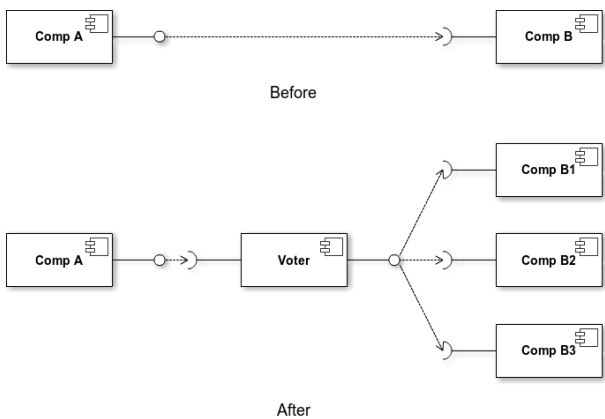 Comp A
Comp B
Before
Comp B1
Comp A
Voter
Comp B2
Comp B3
After